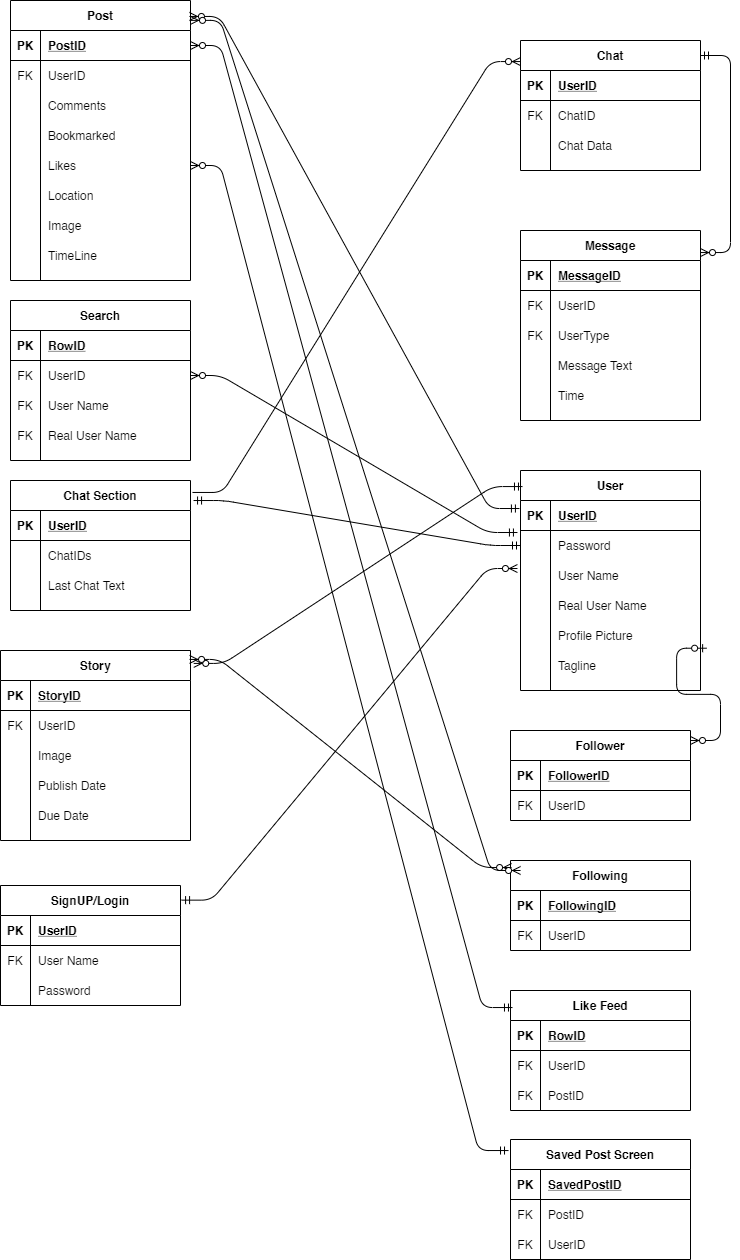 Post
PK PostID
FK UserID
Comments
Bookmarked
Likes
Location
Image
TimeLine
Search
PK RowID
FK UserID
FK User Name
FK Real User Name
Chat Section
PK UserID
ChatIDs
Last Chat Text
Story
PK StoryID
FK UserID
Image
Publish Date
Due Date
SignUP/Login
PK UserID
FK User Name
Password
Chat
PK UserID
FK ChatID
Chat Data
Message
PK MessageID
FK UserID
FK UserType
Message Text
Time
User
PK UserID
Password
User Name
Real User Name
Profile Picture
Tagline
Follower
PK FollowerID
FK UserID
Following
PK FollowingID
FK UserID
Like Feed
PK RowID
FK UserID
FK PostID
Saved Post Screen
PK SavedPostID
FK PostID
FK UserID